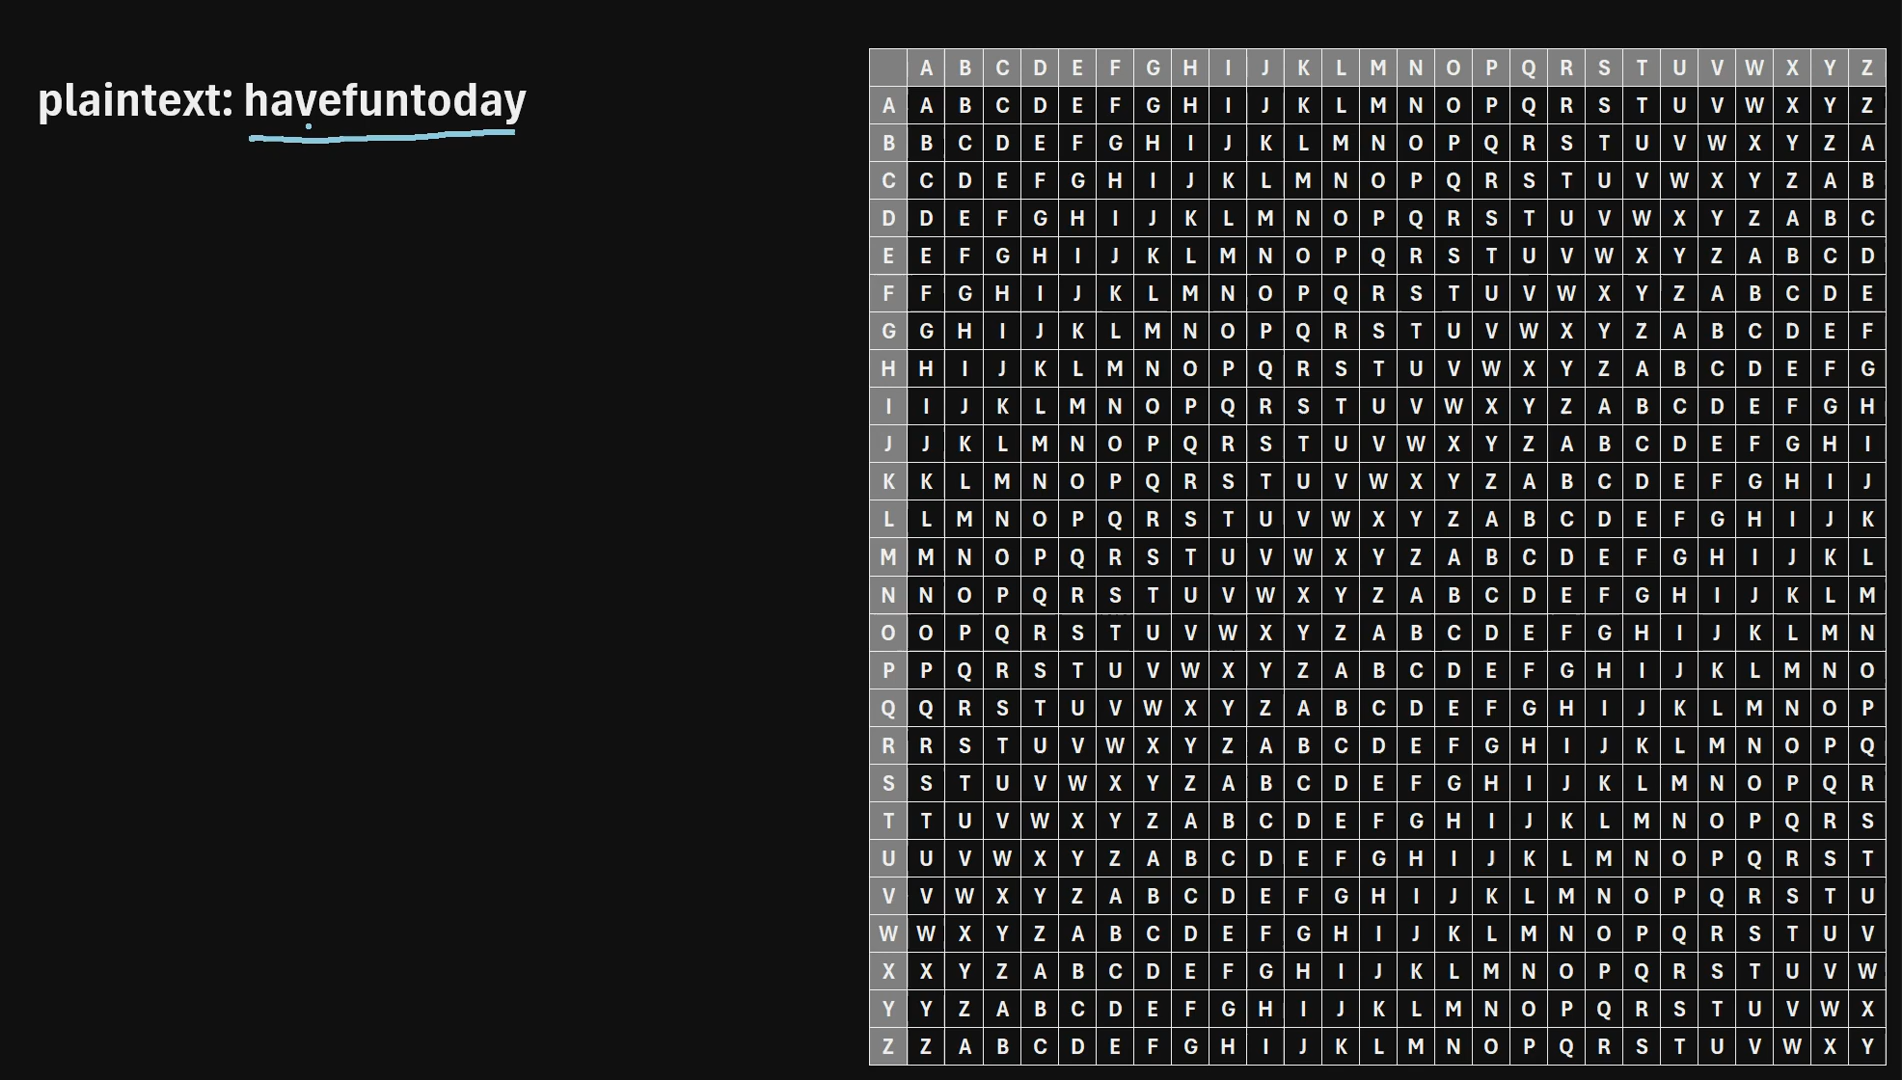 plaintext: havefuntoday
A B C D E F G H I J K L M N O P Q R S T U V W X Y Z
A A B C D E F G H I J K L M N O P Q R S T U V W X Y Z
B B C D E F G H I J K L M N O P Q R S T U V W X Y Z A
C C D E F G H I J K L M N O P Q R S T U V W X Y Z A B
D D E F G H I J K L M N O P Q R S T U V W X Y Z A B C
E E F G H I J K L M N O P Q R S T U V W X Y Z A B C D
F F G H I J K L M N O P Q R S T U V W X Y Z A B C D E
G G H I J K L M N O P Q R S T U V W X Y Z A B C D E F
H H I J K L M N O P Q R S T U V W X Y Z A B C D E F G
I I J K L M N O P Q R S T U V W X Y Z A B C D E F G H
J J K L M N O P Q R S T U V W X Y Z A B C D E F G H I
K K L M N O P Q R S T U V W X Y Z A B C D E F G H I J
L L M N O P Q R S T U V W X Y Z A B C D E F G H I J K
M M N O P Q R S T U V W X Y Z A B C D E F G H I J K L
N N O P Q R S T U V W X Y Z A B C D E F G H I J K L M
O O P Q R S T U V W X Y Z A B C D E F G H I J K L M N
P P Q R S T U V W X Y Z A B C D E F G H I J K L M N O
Q Q R S T U V W X Y Z A B C D E F G H I J K L M N O P
R R S T U V W X Y Z A B C D E F G H I J K L M N O P Q
S S T U V W X Y Z A B C D E F G H I J K L M N O P Q R
T T U V W X Y Z A B C D E F G H I J K L M N O P Q R S
U U V W X Y Z A B C D E F G H I J K L M N O P Q R S T
V V W X Y Z A B C D E F G H I J K L M N O P Q R S T U
W W X Y Z A B C D E F G H I J K L M N O P Q R S T U V
X X Y Z A B C D E F G H I J K L M N O P Q R S T U V W
Y Y Z A B C D E F G H I J K L M N O P Q R S T U V W X
Z Z A B C D E F G H I J K L M N O P Q R S T U V W X Y